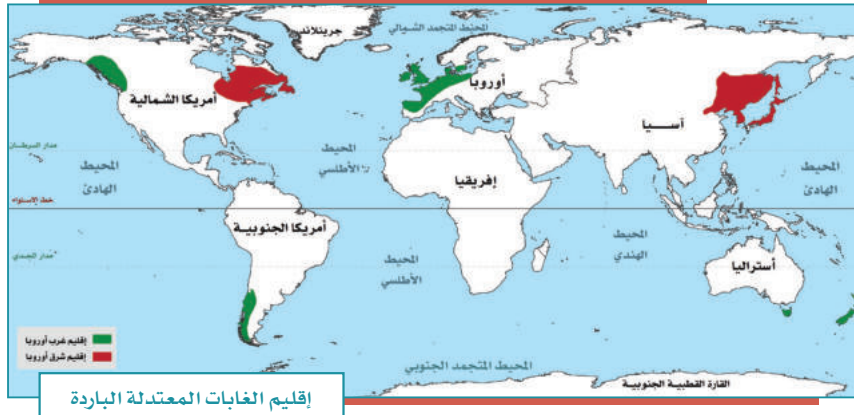 المحيط المتجمد الشمالي
جرينلاند
أوروبا
أمريكا الشمالية
آسيا
مدار السرطان
المحيط
الهادئ
المحيط
الأطلسي
إفريقيا
المحيط
الهادئ
خط الاستواء
أمريكا الجنوبية
المحيط
الهندي
مدار الجدي
المحيط
الأطلسي
أستراليا
إقليم غرب أوروبا
إقليم شرق أوروبا
المحيط المتجمد الجنوبي
القارة القطبية الجنوبية
إقليم الغابات المعتدلة الباردة